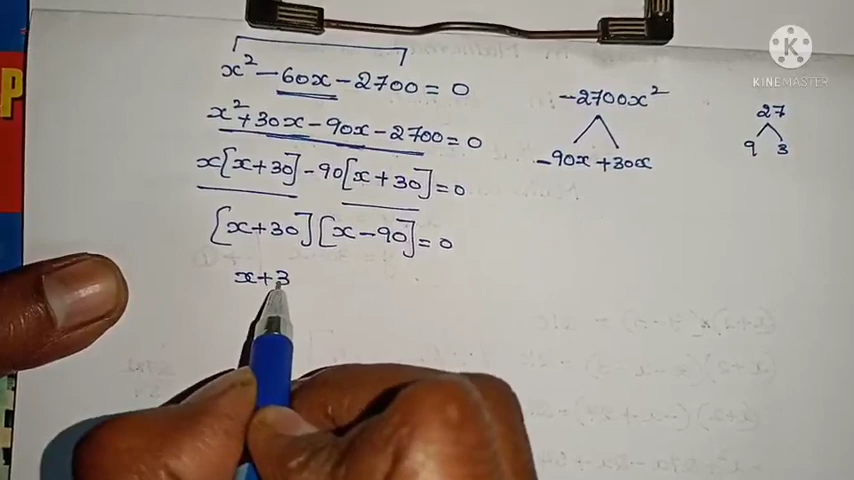 x² - 60x - 2700 = 0
x² + 30x - 90x - 2700 = 0
x[x + 30] - 90[x + 30] = 0
[x + 30][x - 90] = 0
x + 3
-2700x²
-90x + 30x
27
9 3
K
KINEMASTER
P